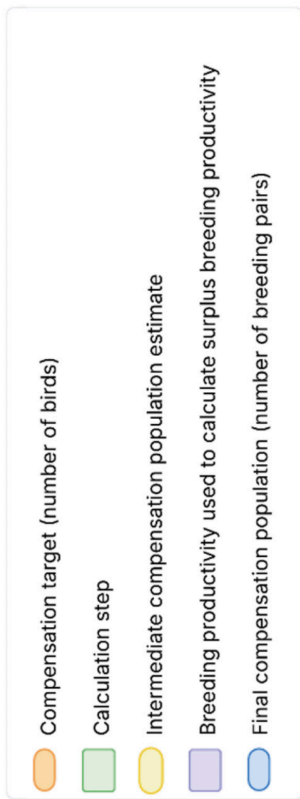 Compensation target (number of birds)
Calculation step
Intermediate compensation population estimate
Breeding productivity used to calculate surplus breeding productivity
Final compensation population (number of breeding pairs)